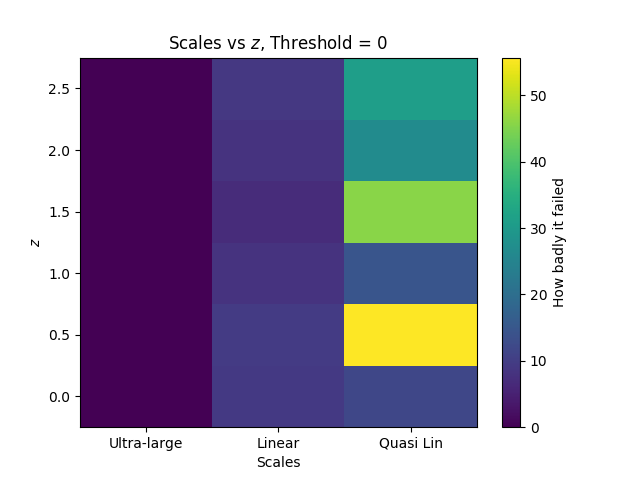 Scales vs z, Threshold = 0
2.5
2.0
1.5
1.0
0.5
0.0
z
Ultra-large Linear Quasi Lin
Scales
50
40
30
20
10
0
How badly it failed